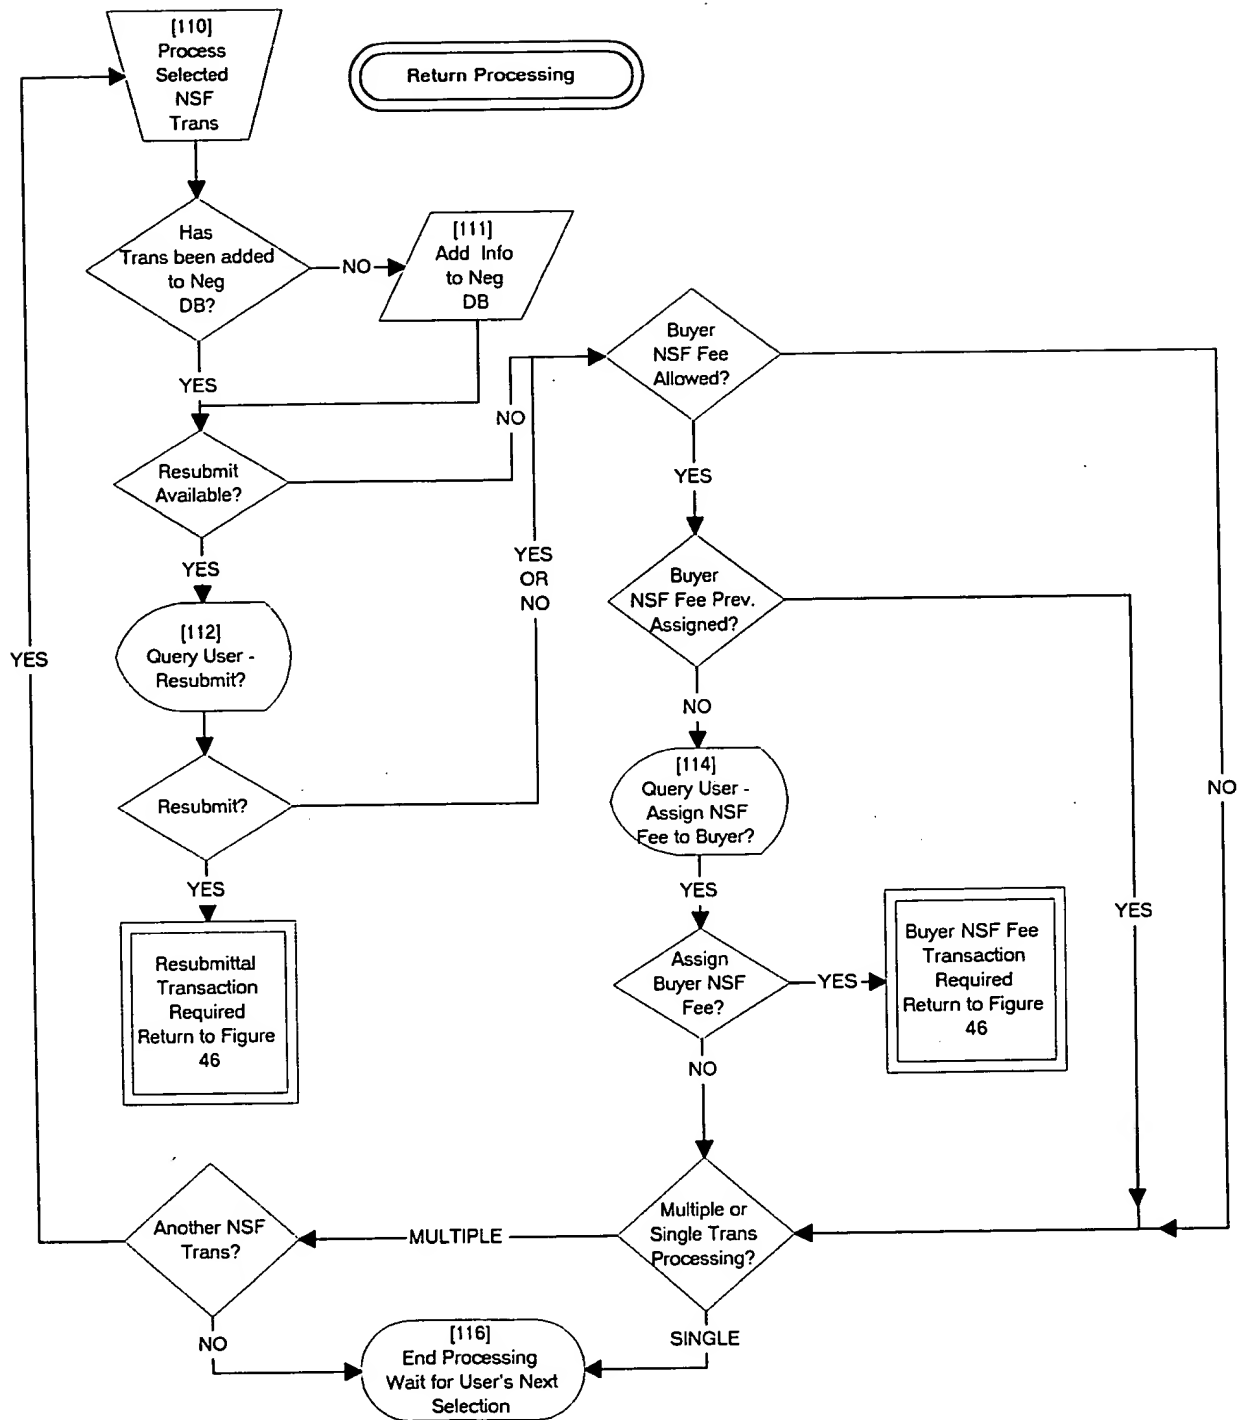 [110]
Process
Selected
NSF
Trans
Return Processing
Has
Trans been added
to Neg
DB?
NO
[111]
Add Info
to Neg
DB
YES
Buyer
NSF Fee
Allowed?
NO
Resubmit
Available?
YES
YES
YES
OR
NO
Buyer
NSF Fee Prev.
Assigned?
[112]
Query User -
Resubmit?
YES
NO
[114]
Query User -
Assign NSF
Fee to Buyer?
NO
Resubmit?
YES
YES
YES
Resubmittal
Transaction
Required
Return to Figure
46
Assign
Buyer NSF
Fee?
YES
Buyer NSF Fee
Transaction
Required
Return to Figure
46
NO
Another NSF
Trans?
MULTIPLE
Multiple or
Single Trans
Processing?
NO
[116]
End Processing
Wait for User's Next
Selection
SINGLE